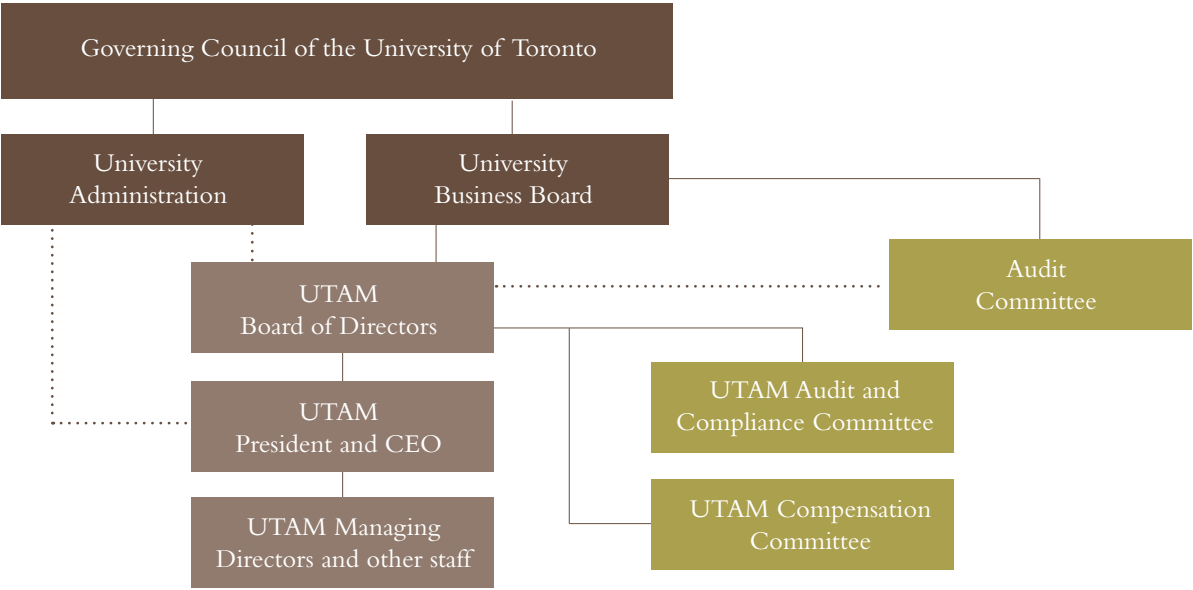 Governing Council of the University of Toronto
University
Administration
University
Business Board
Audit
Committee
UTAM
Board of Directors
UTAM Audit and
Compliance Committee
UTAM
President and CEO
UTAM Compensation
Committee
UTAM Managing
Directors and other staff